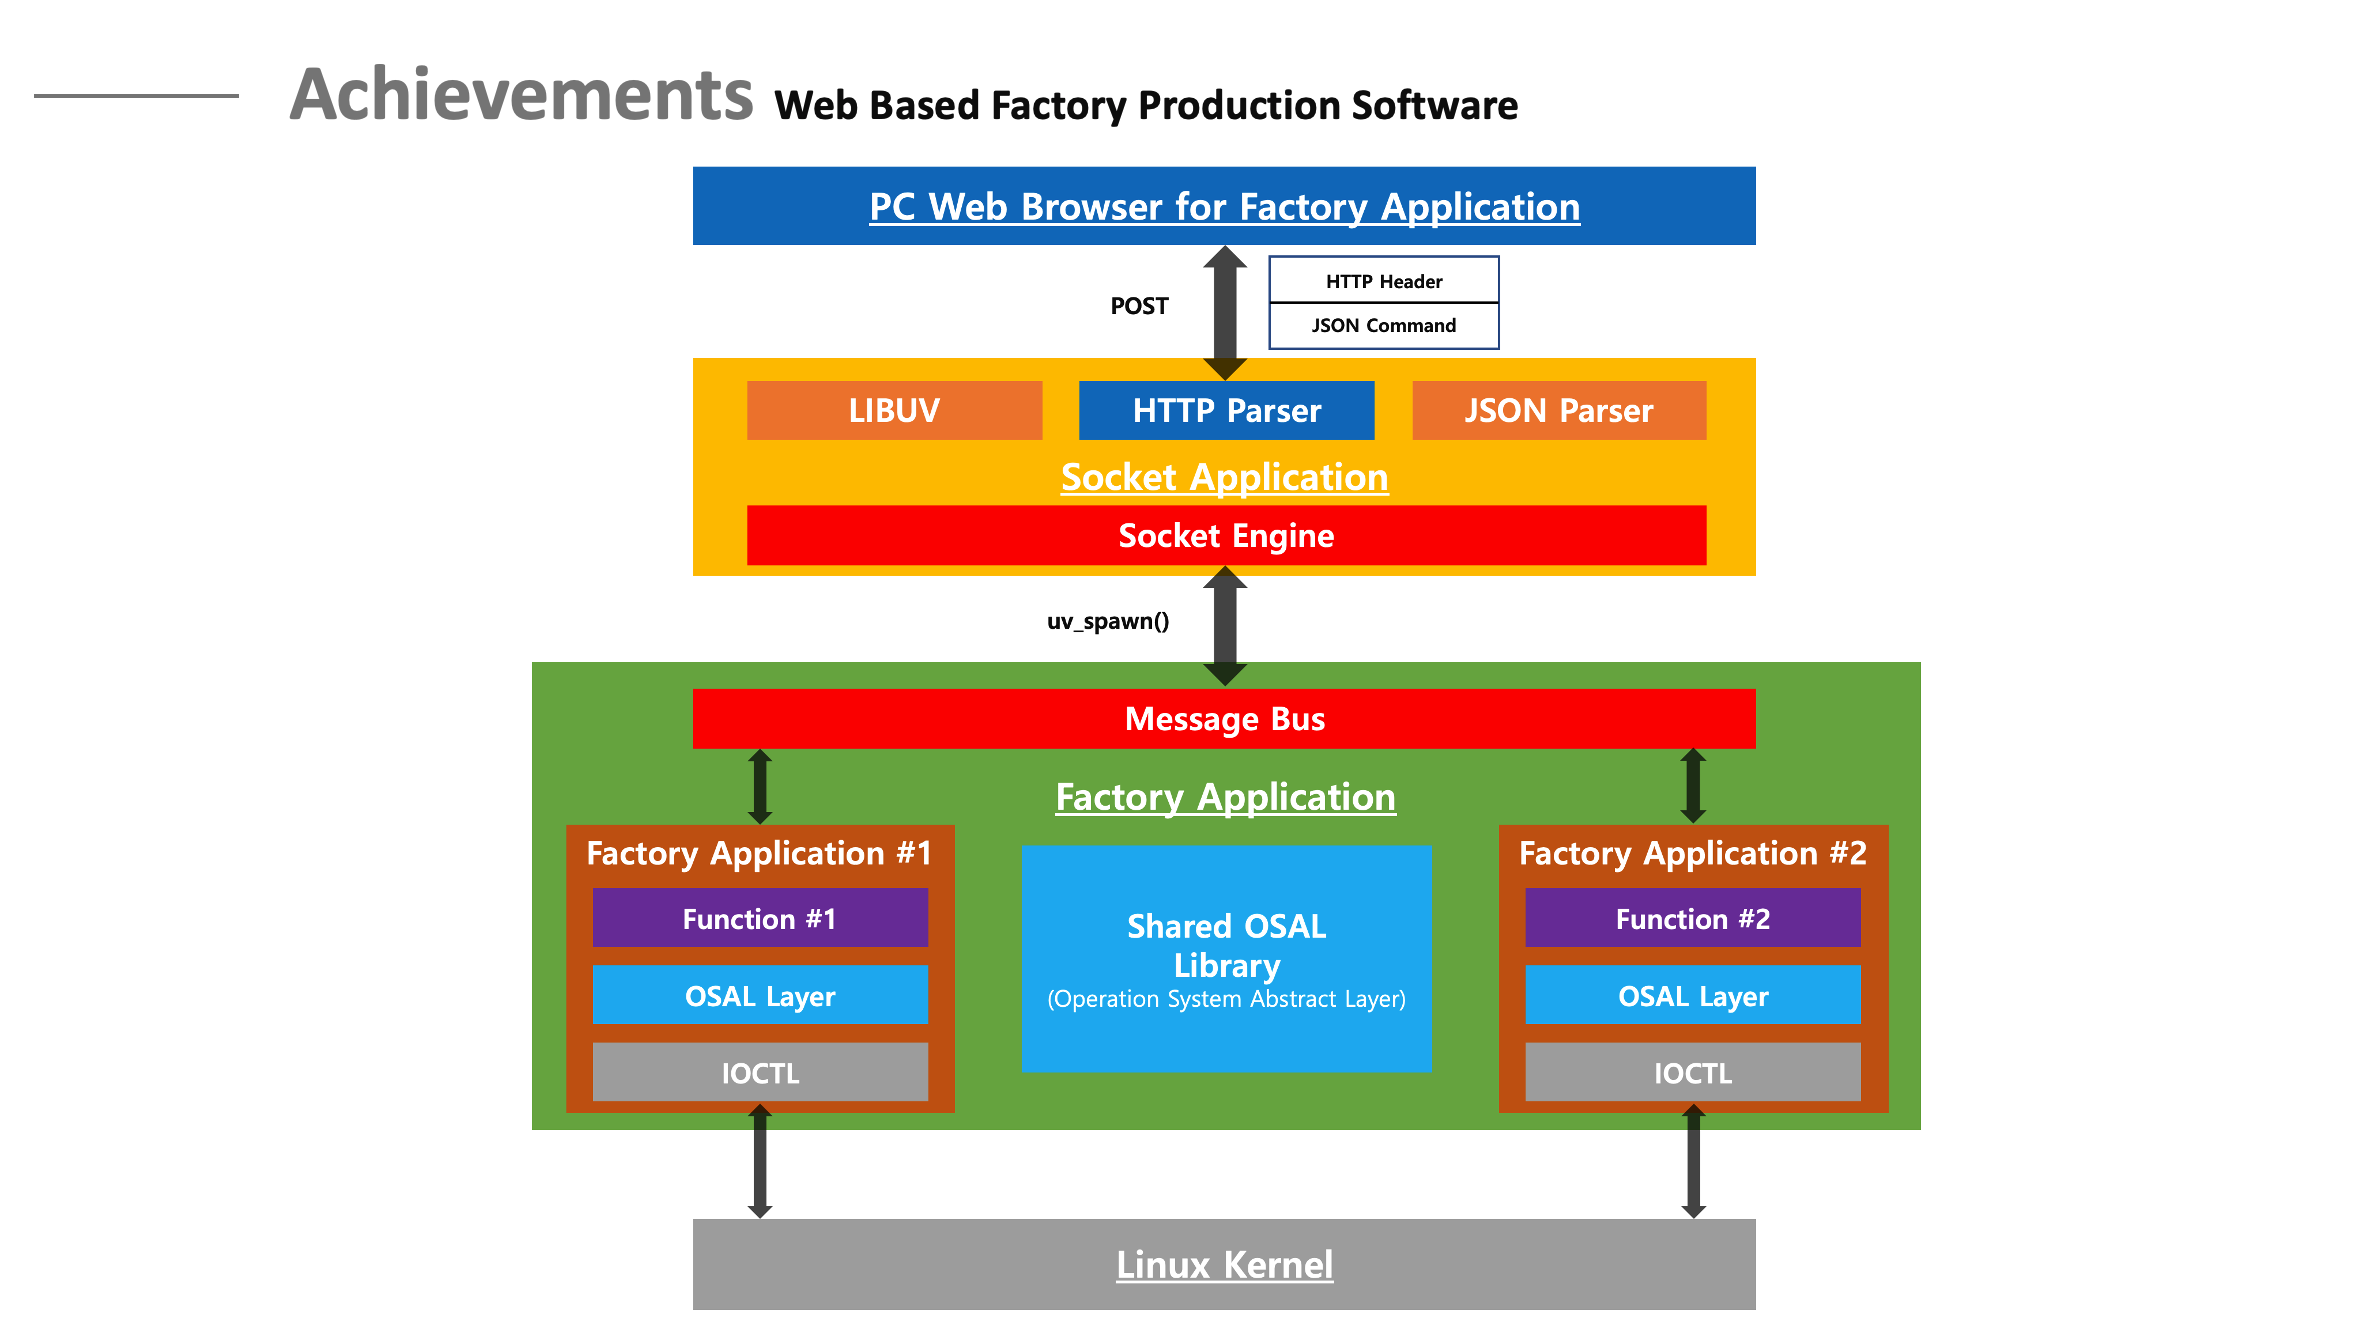 Achievements Web Based Factory Production Software
PC Web Browser for Factory Application
POST
HTTP Header
JSON Command
LIBUV
HTTP Parser
JSON Parser
Socket Application
Socket Engine
uv_spawn()
Message Bus
Factory Application
Factory Application #1
Function #1
OSAL Layer
IOCTL
Shared OSAL
Library
(Operation System Abstract Layer)
Factory Application #2
Function #2
OSAL Layer
IOCTL
Linux Kernel